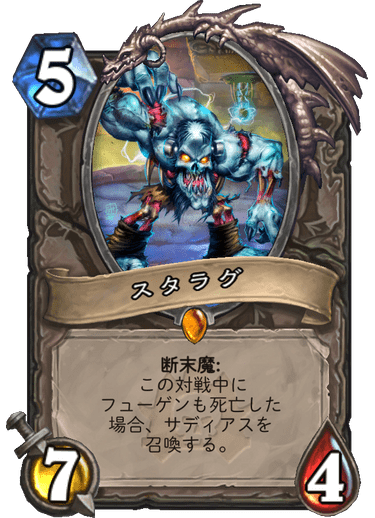 5
スタラグ
断末魔:
この対戦中に
フューゲンも死亡した
場合、サディアスを
召喚する。
7
4